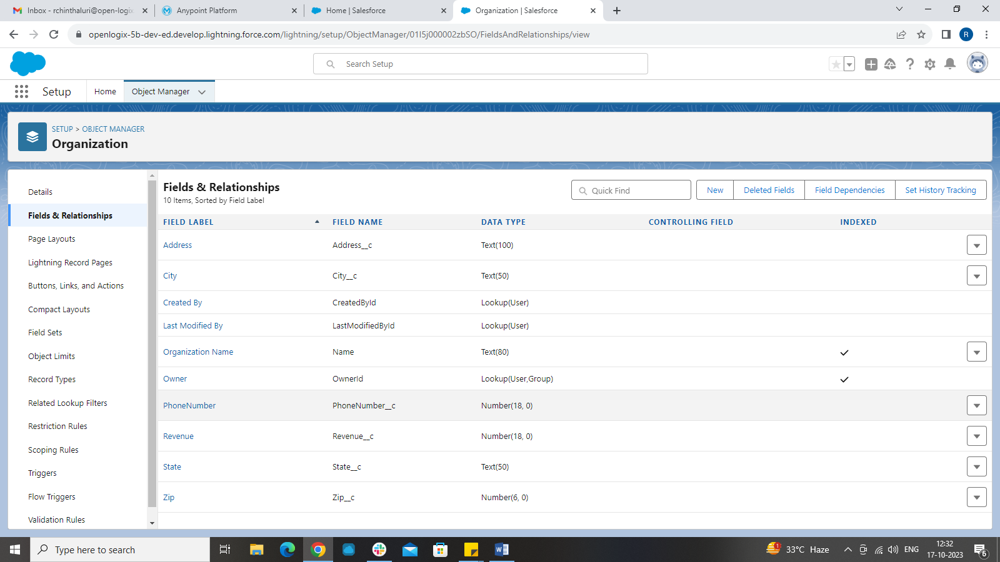 Inbox - rchinthaluri@open-logix
Anypoint Platform
Home | Salesforce
Organization | Salesforce
openlogix-5b-dev-ed.develop.lightning.force.com/lightning/setup/ObjectManager/01I5j000002zbSO/FieldsAndRelationships/view
R
Search Setup
Setup
Home
Object Manager
SETUP > OBJECT MANAGER
Organization
Details
Fields & Relationships
Page Layouts
Lightning Record Pages
Buttons, Links, and Actions
Compact Layouts
Field Sets
Object Limits
Record Types
Related Lookup Filters
Restriction Rules
Scoping Rules
Triggers
Flow Triggers
Validation Rules
Fields & Relationships
10 Items, Sorted by Field Label
Quick Find
New
Deleted Fields
Field Dependencies
Set History Tracking
FIELD LABEL FIELD NAME DATA TYPE CONTROLLING FIELD INDEXED
Address Address__c Text(100)
City City__c Text(50)
Created By CreatedById Lookup(User)
Last Modified By LastModifiedById Lookup(User)
Organization Name Name Text(80)
Owner OwnerId Lookup(User,Group)
PhoneNumber PhoneNumber__c Number(18, 0)
Revenue Revenue__c Number(18, 0)
State State__c Text(50)
Zip Zip__c Number(6, 0)
Type here to search
1
33°C Haze
ENG
12:32
17-10-2023
6